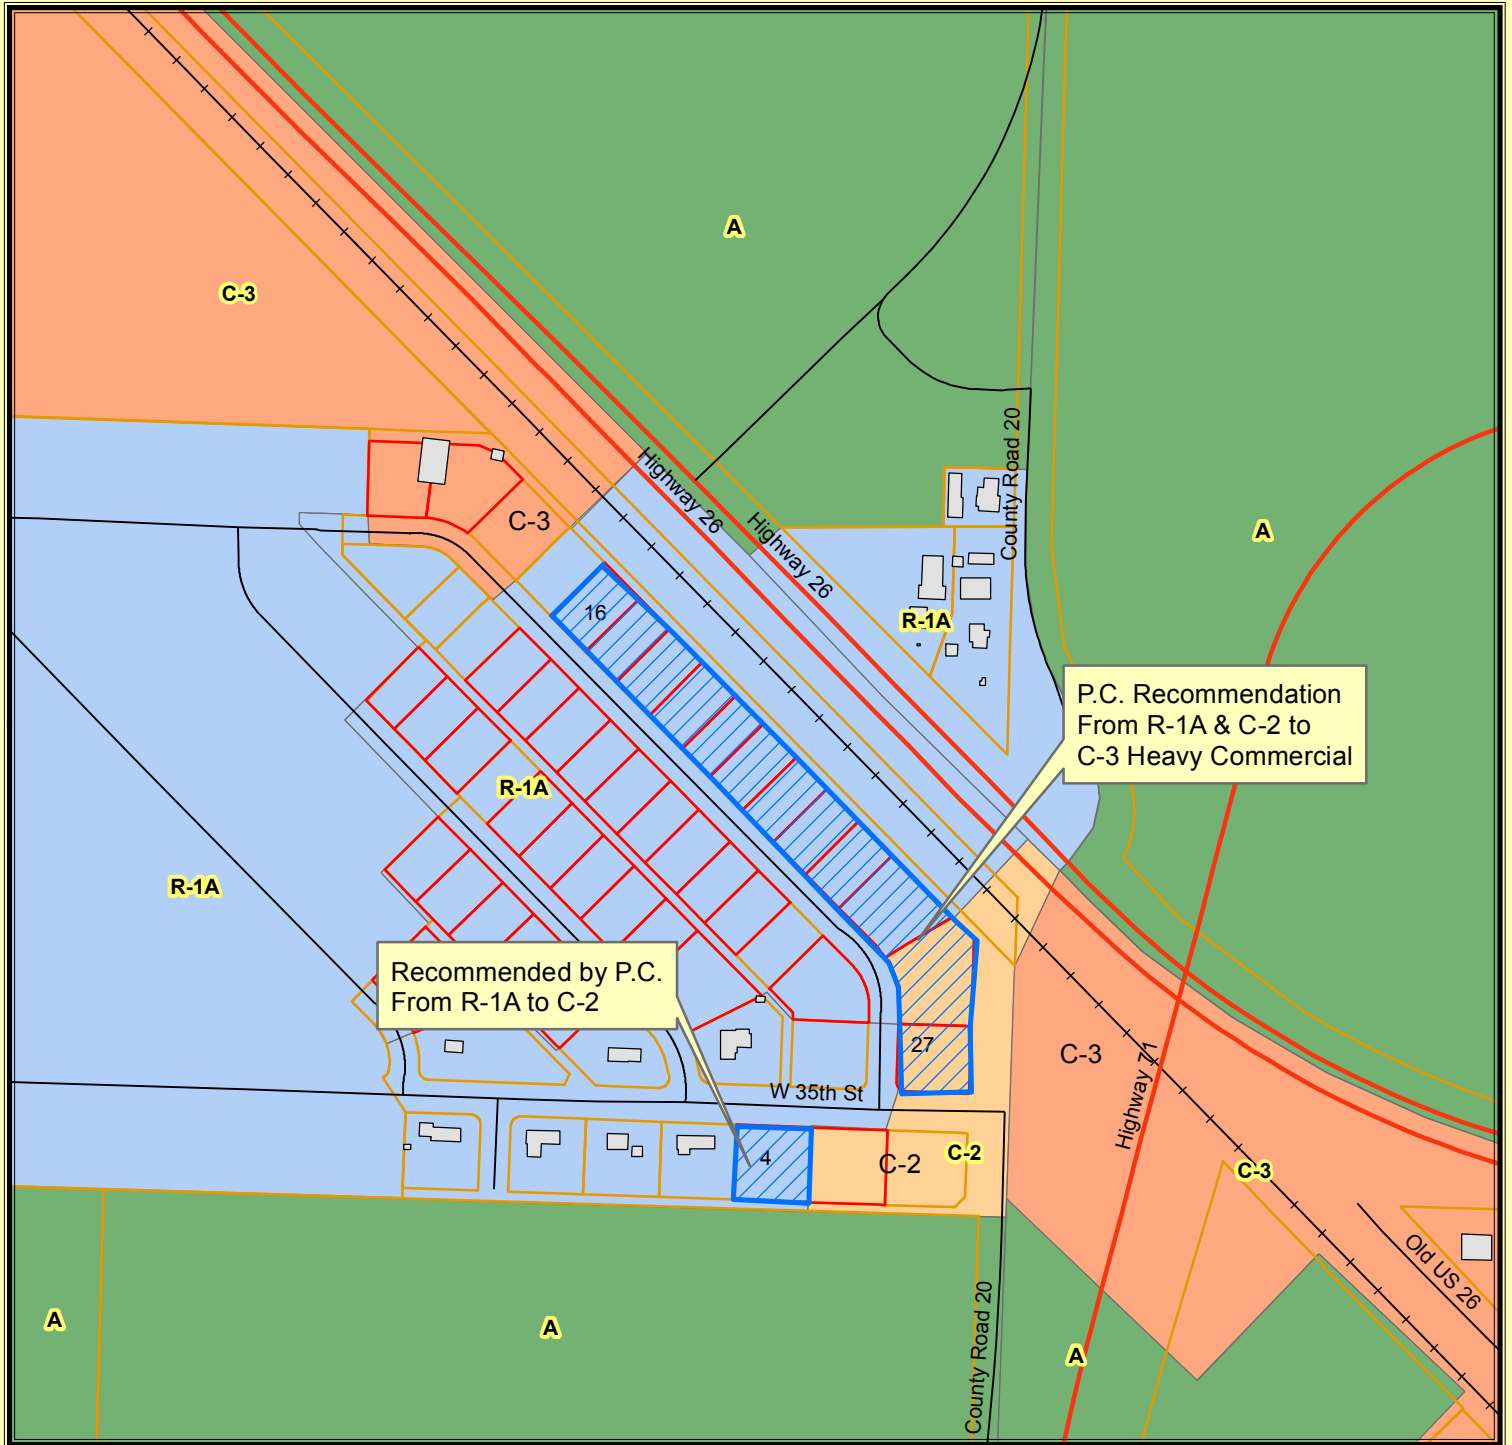 A
C-3
Highway 26
Highway 26
County Road 20
C-3
A
16
R-1A
P.C. Recommendation
From R-1A & C-2 to
C-3 Heavy Commercial
R-1A
R-1A
Recommended by P.C.
From R-1A to C-2
27
C-3
Highway 71
W 35th St
4
C-2
C-2
C-3
Old US 26
County Road 20
A
A
A